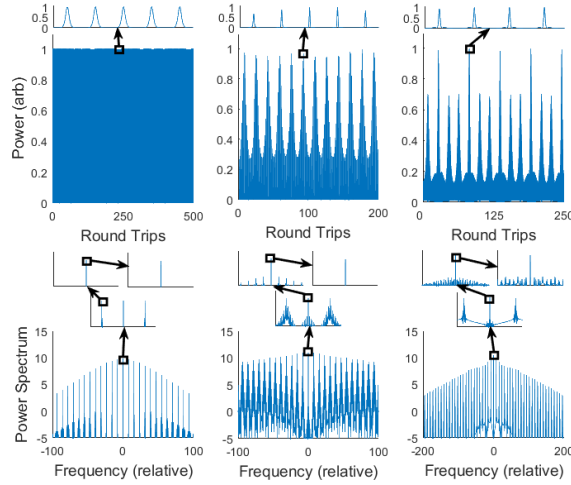 1 1 1
0.5 0.5 0.5
0 0 0
1 1 1
0.8 0.8 0.8
0.6 0.6 0.6
0.4 0.4 0.4
0.2 0.2 0.2
0 0 0
Power (arb)
0 250 500 0 100 200 0 125 250
Round Trips Round Trips Round Trips
15 15 15
10 10 10
5 5 5
0 0 0
-5 -5 -5
Power Spectrum
-100 0 100 -100 0 100 -200 0 200
Frequency (relative) Frequency (relative) Frequency (relative)